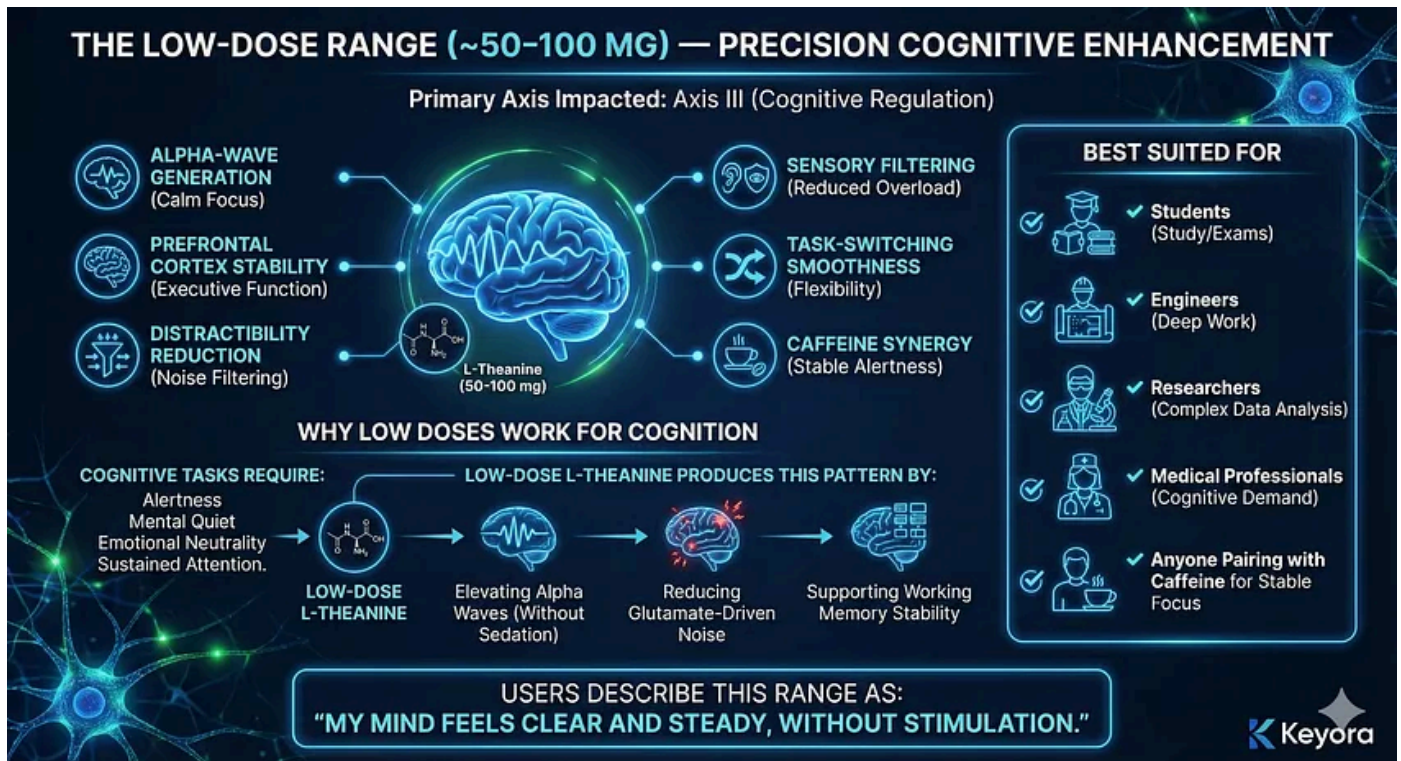 THE LOW-DOSE RANGE (~50–100 MG) — PRECISION COGNITIVE ENHANCEMENT
Primary Axis Impacted: Axis III (Cognitive Regulation)
ALPHA-WAVE
GENERATION
(Calm Focus)
PREFRONTAL
CORTEX STABILITY
(Executive Function)
DISTRACTIBILITY
REDUCTION
(Noise Filtering)
H
N
O
O
OH
NH₂
L-Theanine
(50-100 mg)
SENSORY FILTERING
(Reduced Overload)
TASK-SWITCHING
SMOOTHNESS
(Flexibility)
CAFFEINE SYNERGY
(Stable Alertness)
BEST SUITED FOR
Students
(Study/Exams)
Engineers
(Deep Work)
Researchers
(Complex Data Analysis)
Medical Professionals
(Cognitive Demand)
Anyone Pairing with
Caffeine for Stable
Focus
WHY LOW DOSES WORK FOR COGNITION
COGNITIVE TASKS REQUIRE:
Alertness
Mental Quiet
Emotional Neutrality
Sustained Attention.
LOW-DOSE L-THEANINE PRODUCES THIS PATTERN BY:
H
N
O
O
OH
NH₂
LOW-DOSE
L-THEANINE
Elevating Alpha
Waves (Without
Sedation)
Reducing
Glutamate-Driven
Noise
Supporting Working
Memory Stability
USERS DESCRIBE THIS RANGE AS:
“MY MIND FEELS CLEAR AND STEADY, WITHOUT STIMULATION.”
Keyora